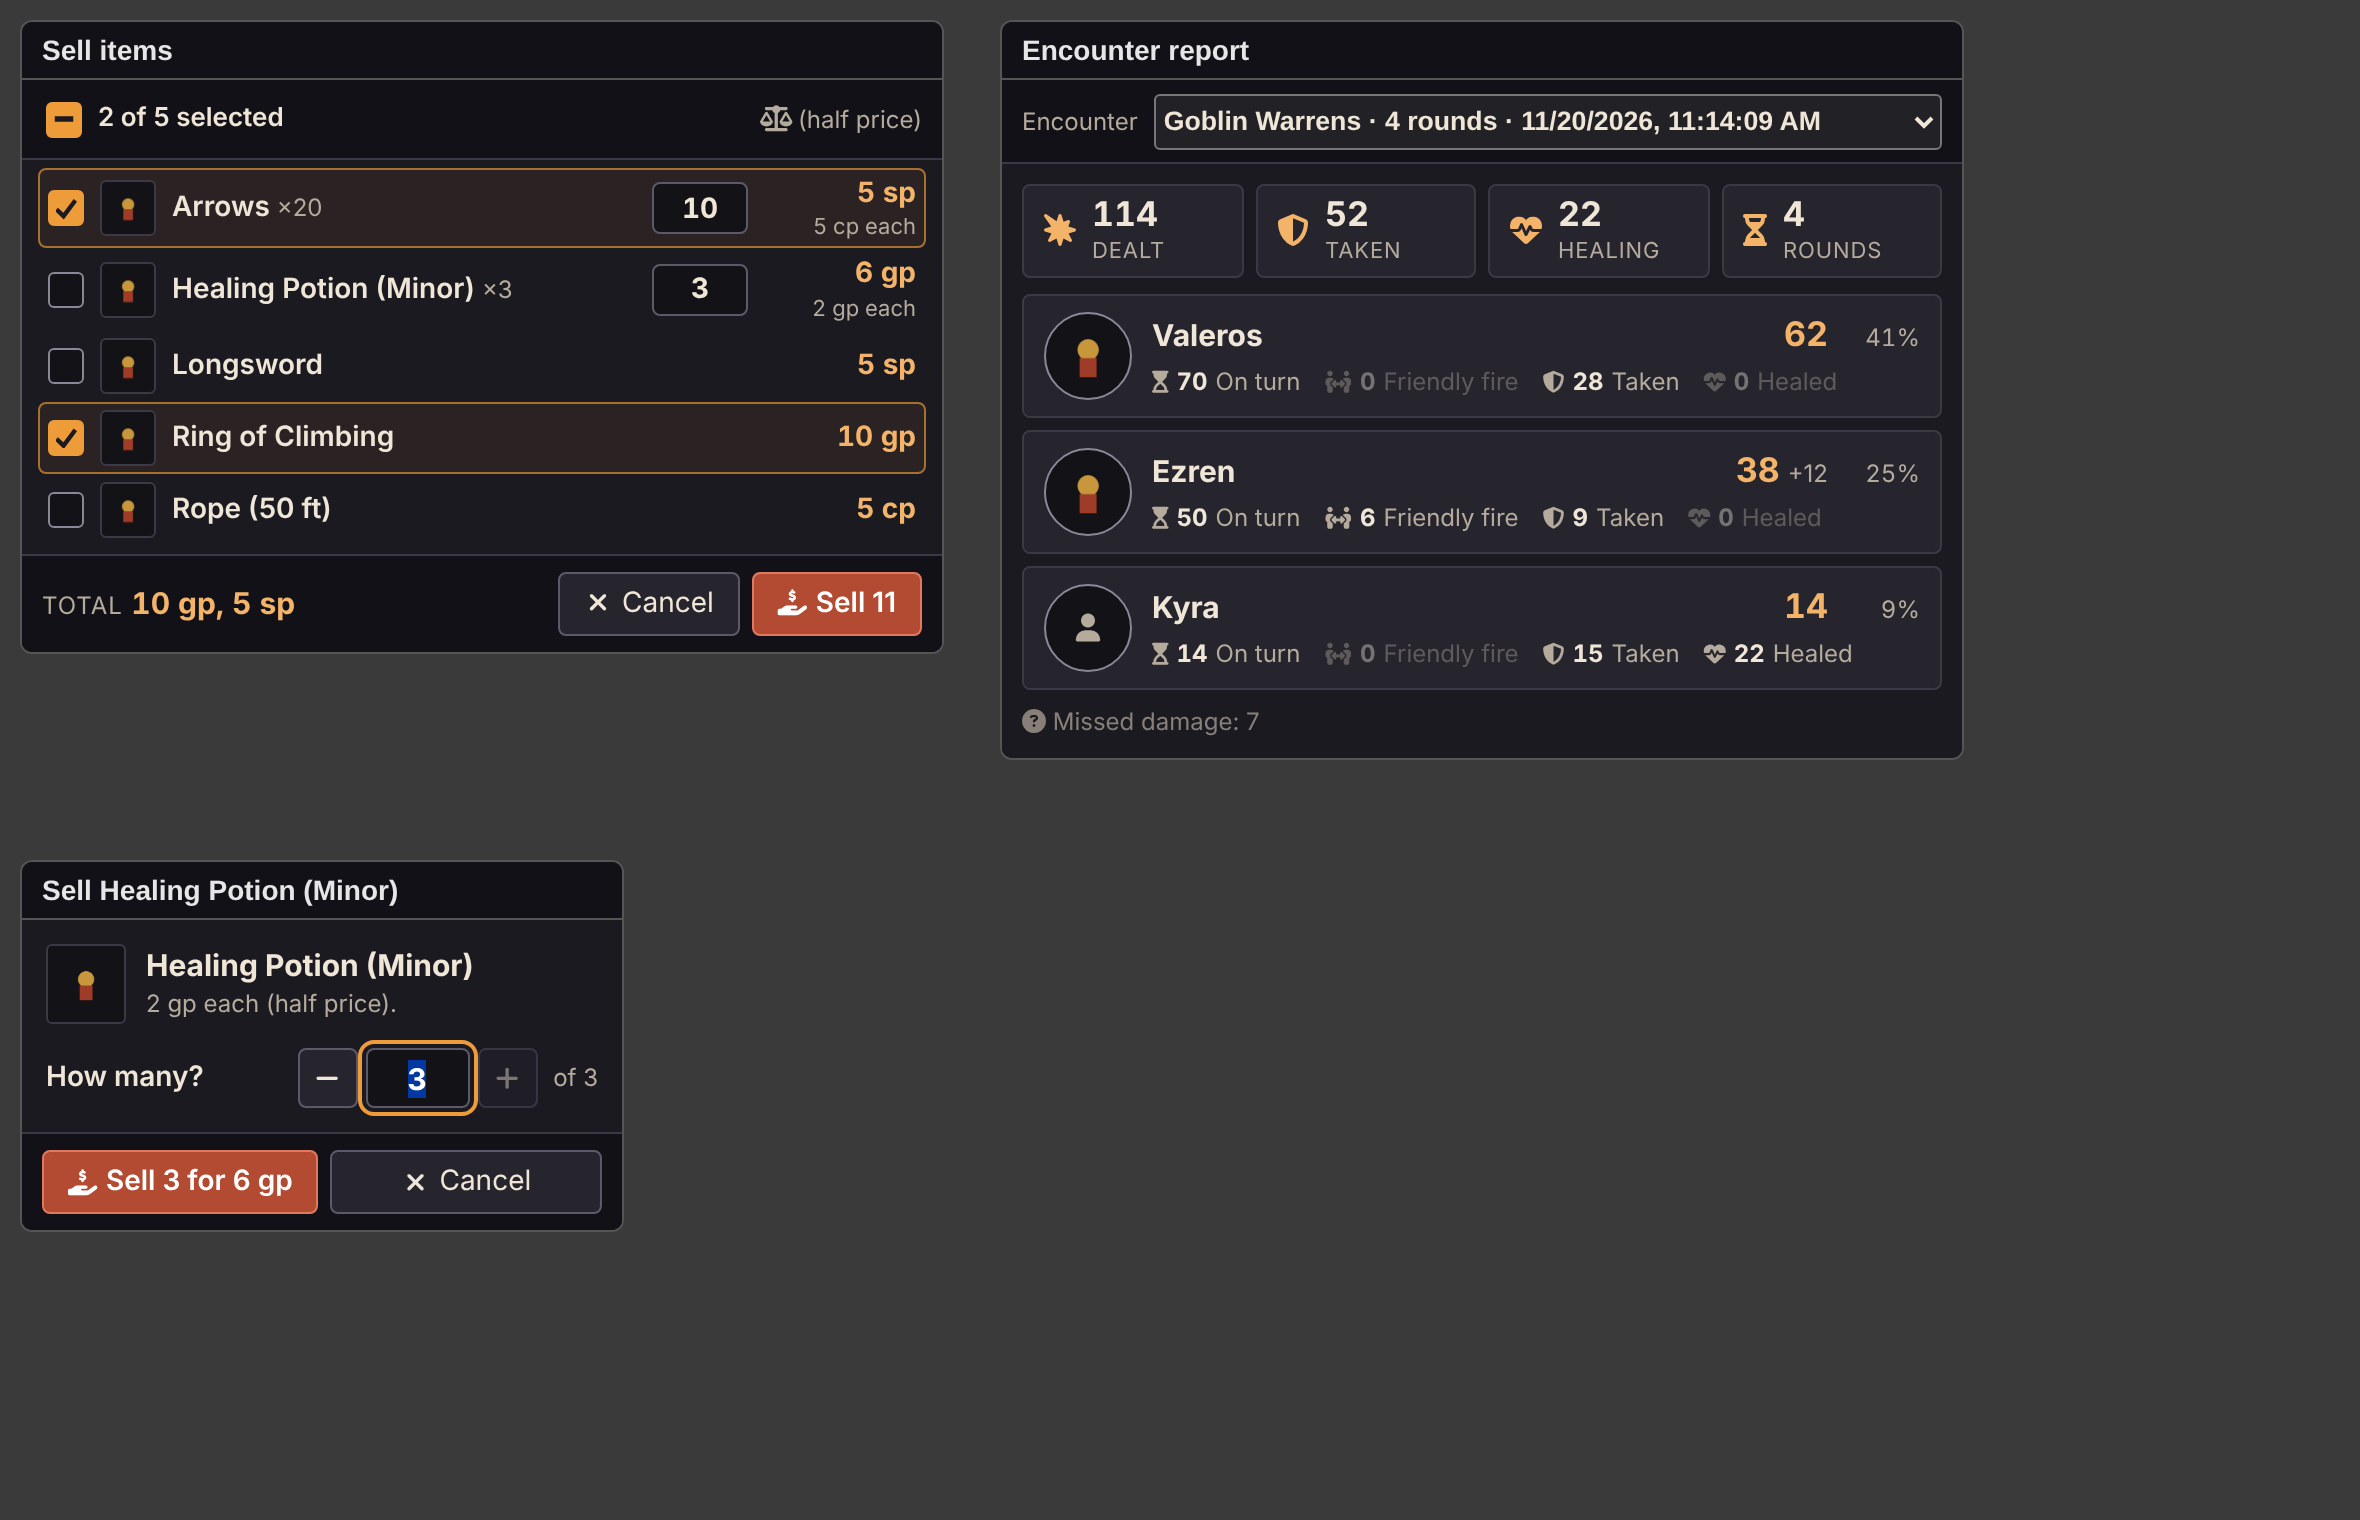 Sell items
2 of 5 selected
(half price)
Arrows ×20
10
5 sp
5 cp each
Healing Potion (Minor) ×3
3
6 gp
2 gp each
Longsword
5 sp
Ring of Climbing
10 gp
Rope (50 ft)
5 cp
TOTAL 10 gp, 5 sp
Cancel
Sell 11
Encounter report
Encounter
Goblin Warrens · 4 rounds · 11/20/2026, 11:14:09 AM
114
DEALT
52
TAKEN
22
HEALING
4
ROUNDS
Valeros
62
41%
70 On turn
0 Friendly fire
28 Taken
0 Healed
Ezren
38 +12
25%
50 On turn
6 Friendly fire
9 Taken
0 Healed
Kyra
14
9%
14 On turn
0 Friendly fire
15 Taken
22 Healed
? Missed damage: 7
Sell Healing Potion (Minor)
Healing Potion (Minor)
2 gp each (half price).
How many?
3
of 3
Sell 3 for 6 gp
Cancel